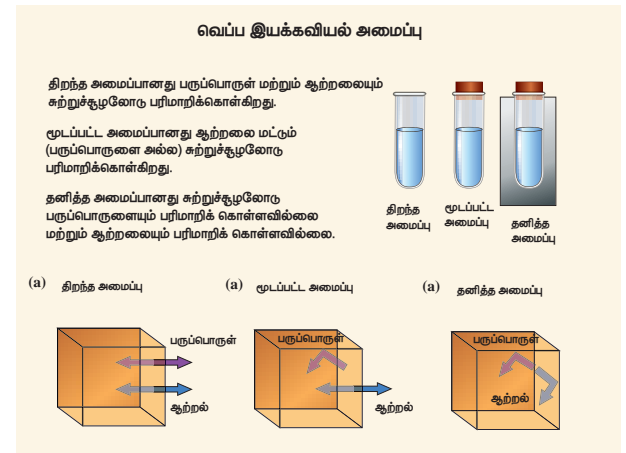 வெப்ப இயக்கவியல் அமைப்பு
திறந்த அமைப்பானது பருப்பொருள் மற்றும் ஆற்றலையும்
சுற்றுச்சூழலோடு பரிமாறிக்கொள்கிறது.
மூடப்பட்ட அமைப்பானது ஆற்றலை மட்டும்
(பருப்பொருளை அல்ல) சுற்றுச்சூழலோடு
பரிமாறிக்கொள்கிறது.
தனித்த அமைப்பானது சுற்றுச்சூழலோடு
பருப்பொருளையும் பரிமாறிக் கொள்ளவில்லை
மற்றும் ஆற்றலையும் பரிமாறிக் கொள்ளவில்லை.
திறந்த
அமைப்பு
மூடப்பட்ட
அமைப்பு
தனித்த
அமைப்பு
(a) திறந்த அமைப்பு
(a) மூடப்பட்ட அமைப்பு
(a) தனித்த அமைப்பு
பருப்பொருள்
ஆற்றல்
பருப்பொருள்
ஆற்றல்
பருப்பொருள்
ஆற்றல்